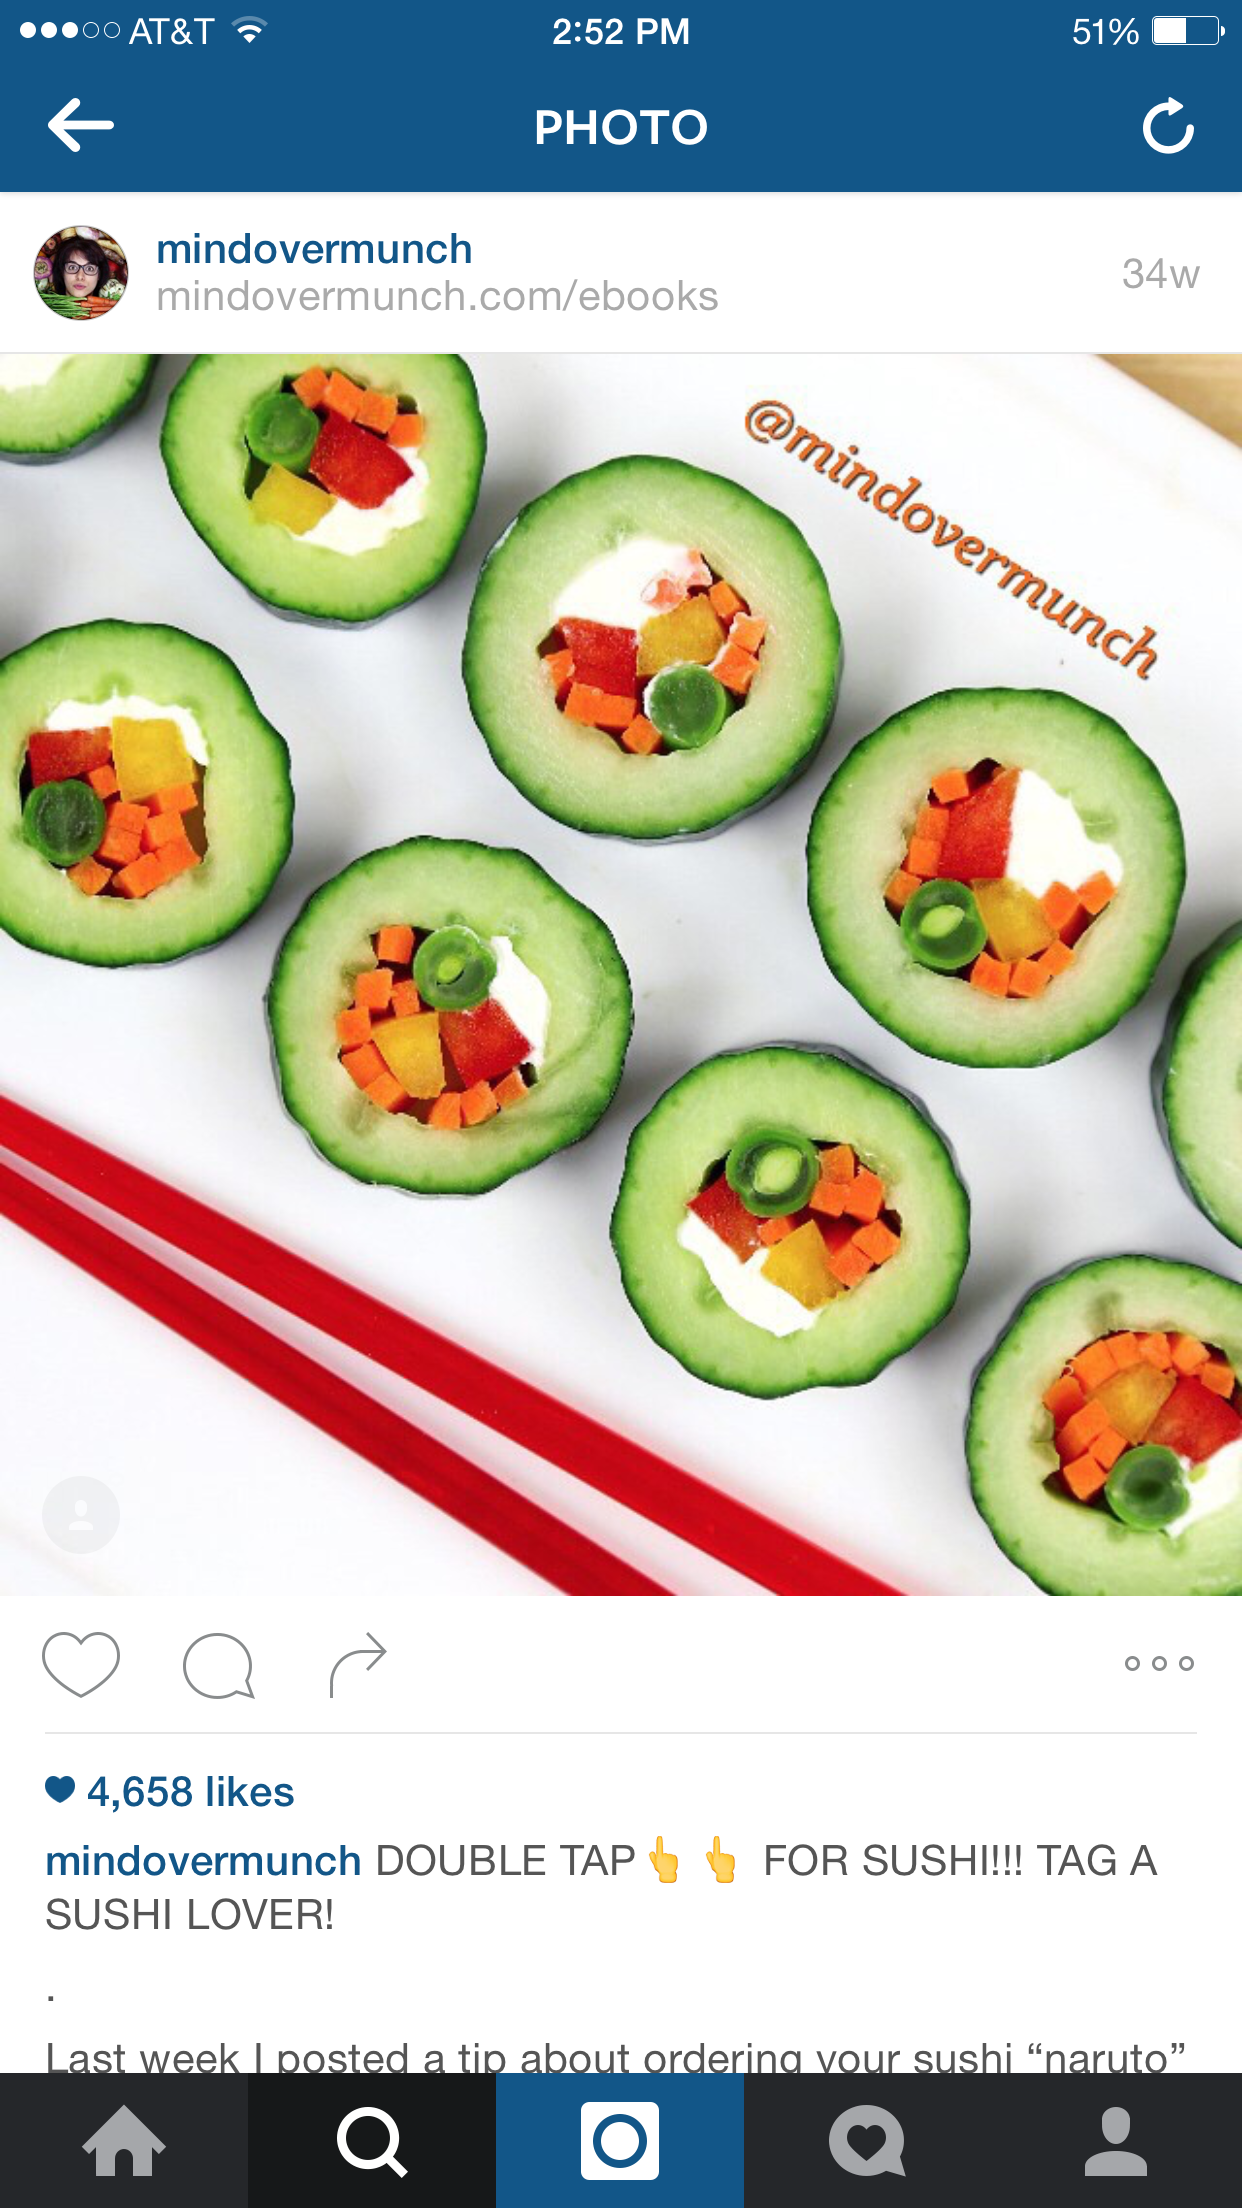 AT&T 2:52 PM 51%
PHOTO
mindovermunch
mindovermunch.com/ebooks
34w
@mindovermunch
4,658 likes
mindovermunch DOUBLE TAP👆 👆 FOR SUSHI!!! TAG A
SUSHI LOVER!
.
Last week I posted a tip about ordering your sushi “naruto”